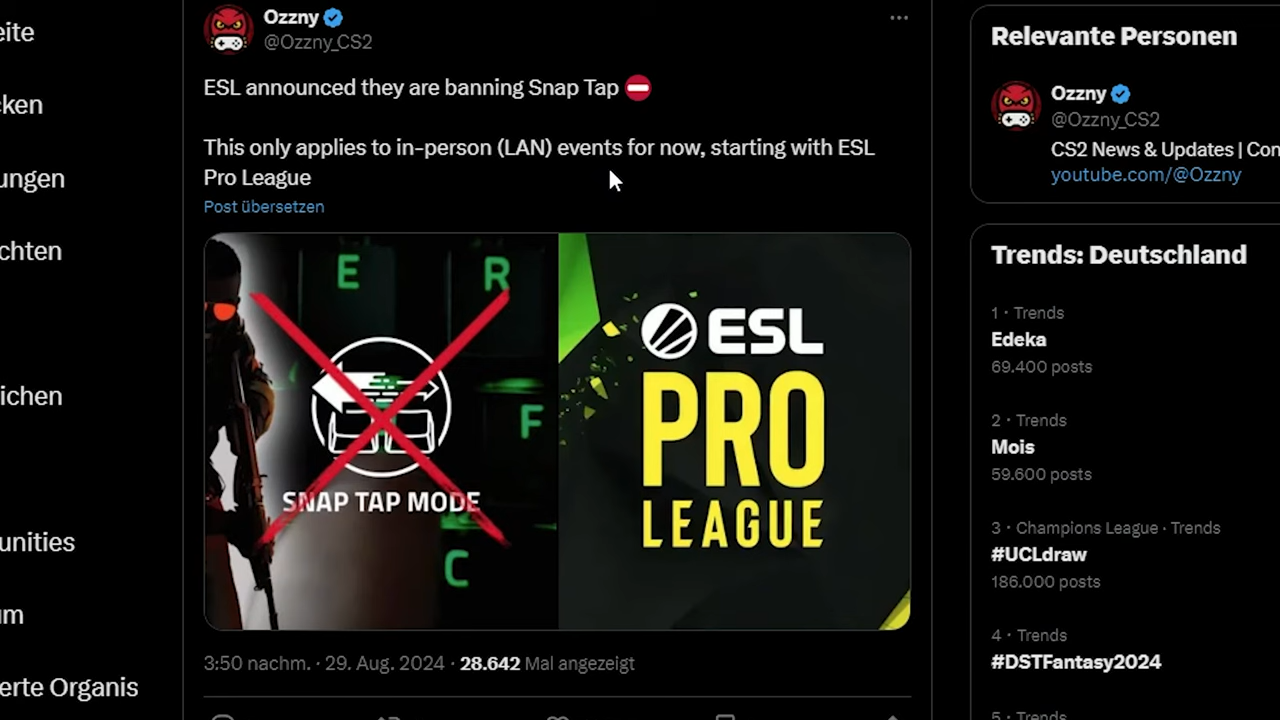 eite
cken
ungen
chten
ichen
unities
um
erte Organis
Ozzny
@Ozzny_CS2
ESL announced they are banning Snap Tap ⛔
This only applies to in-person (LAN) events for now, starting with ESL
Pro League
Post übersetzen
E R
F
SNAP TAP MODE
C
ESL
PRO
LEAGUE
3:50 nachm. · 29. Aug. 2024 · 28.642 Mal angezeigt
Relevante Personen
Ozzny
@Ozzny_CS2
CS2 News & Updates | Con
youtube.com/@Ozzny
Trends: Deutschland
1 · Trends
Edeka
69.400 posts
2 · Trends
Mois
59.600 posts
3 · Champions League · Trends
#UCLdraw
186.000 posts
4 · Trends
#DSTFantasy2024
5 · Trends